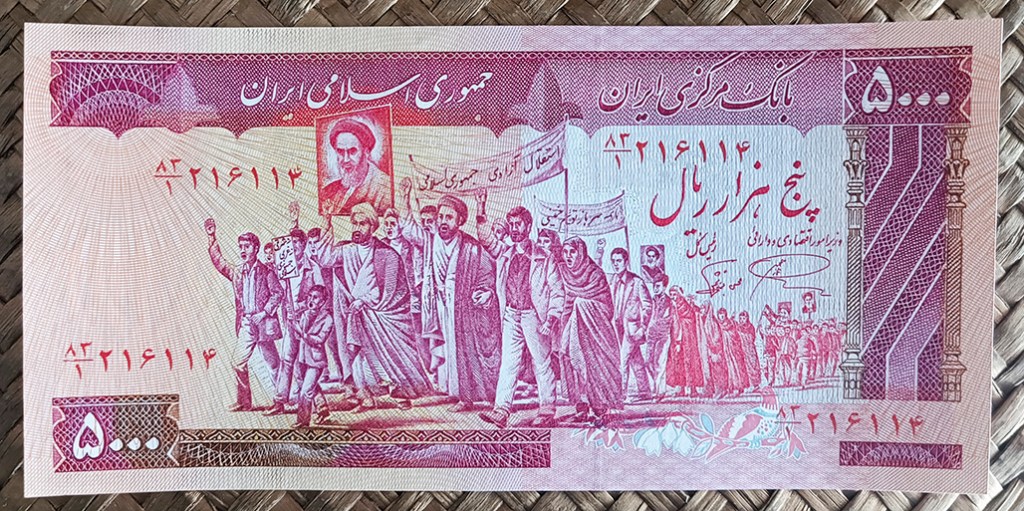 جمهوری اسلامی ایران
بانک مرکزی ایران
۵۰۰۰
۸۳/۱ ۲۱۶۱۱۴
۸۳/۱ ۲۱۶۱۱۴
استقلال آزادی جمهوری اسلامی
پنج هزار ریال
وزیر امور اقتصادی و دارائی
رئیس کل
۸۳/۱ ۲۱۶۱۱۴
۸۳/۱ ۲۱۶۱۱۴
۵۰۰۰